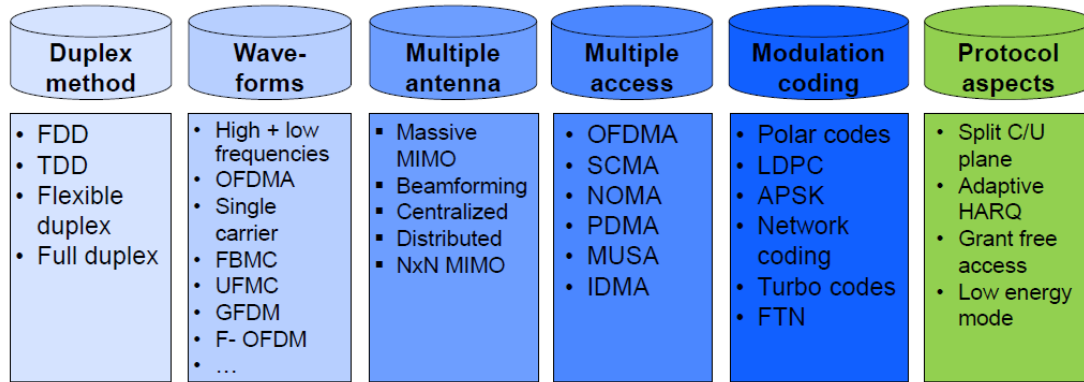 Duplex
method
• FDD
• TDD
• Flexible
duplex
• Full duplex
Wave-
forms
• High + low
frequencies
• OFDMA
• Single
carrier
• FBMC
• UFMC
• GFDM
• F- OFDM
• …
Multiple
antenna
▪ Massive
MIMO
▪ Beamforming
▪ Centralized
▪ Distributed
▪ NxN MIMO
Multiple
access
• OFDMA
• SCMA
• NOMA
• PDMA
• MUSA
• IDMA
Modulation
coding
• Polar codes
• LDPC
• APSK
• Network
coding
• Turbo codes
• FTN
Protocol
aspects
• Split C/U
plane
• Adaptive
HARQ
• Grant free
access
• Low energy
mode